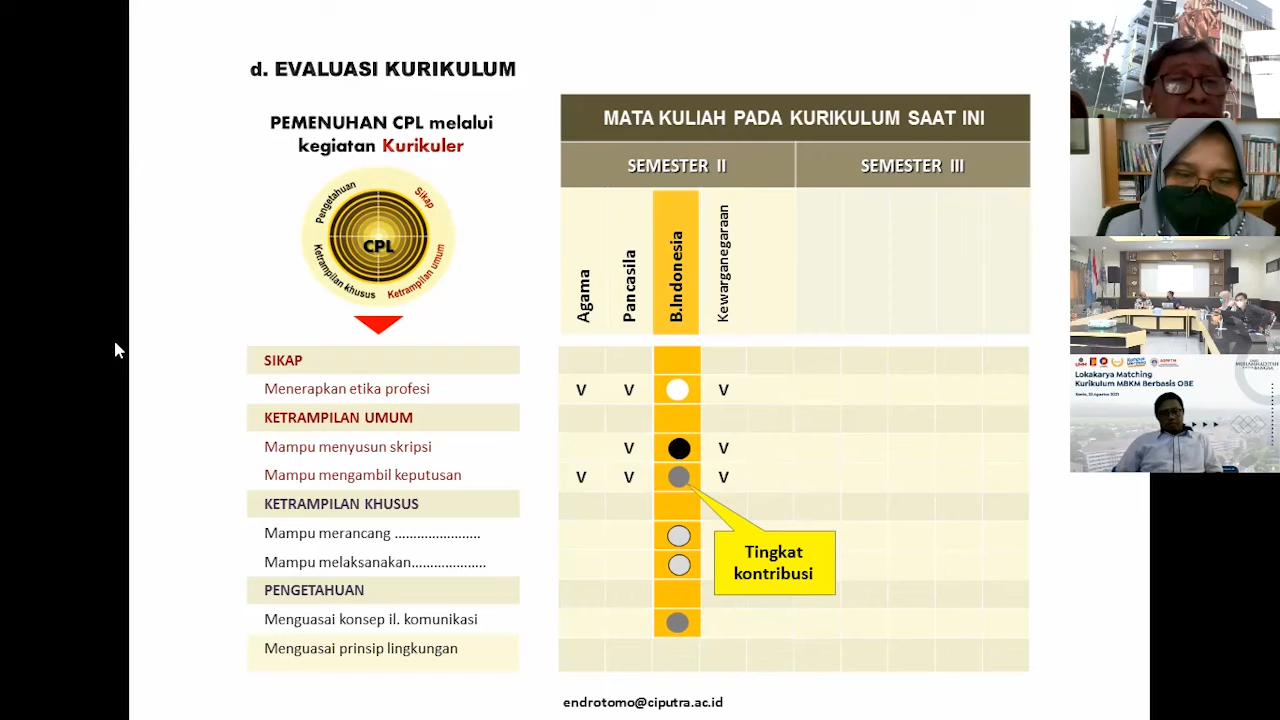 d. EVALUASI KURIKULUM
PEMENUHAN CPL melalui
kegiatan Kurikuler
Pengetahuan
Sikap
CPL
Ketrampilan khusus
Ketrampilan umum
MATA KULIAH PADA KURIKULUM SAAT INI
SEMESTER II
SEMESTER III
Agama
Pancasila
B.Indonesia
Kewarganegaraan
SIKAP
Menerapkan etika profesi
V V V
KETRAMPILAN UMUM
Mampu menyusun skripsi
V V
Mampu mengambil keputusan
V V V
KETRAMPILAN KHUSUS
Mampu merancang .......................
Mampu melaksanakan....................
Tingkat
kontribusi
PENGETAHUAN
Menguasai konsep il. komunikasi
Menguasai prinsip lingkungan
endrotomo@ciputra.ac.id
Lokakarya Matching
Kurikulum MBKM Berbasis OBE